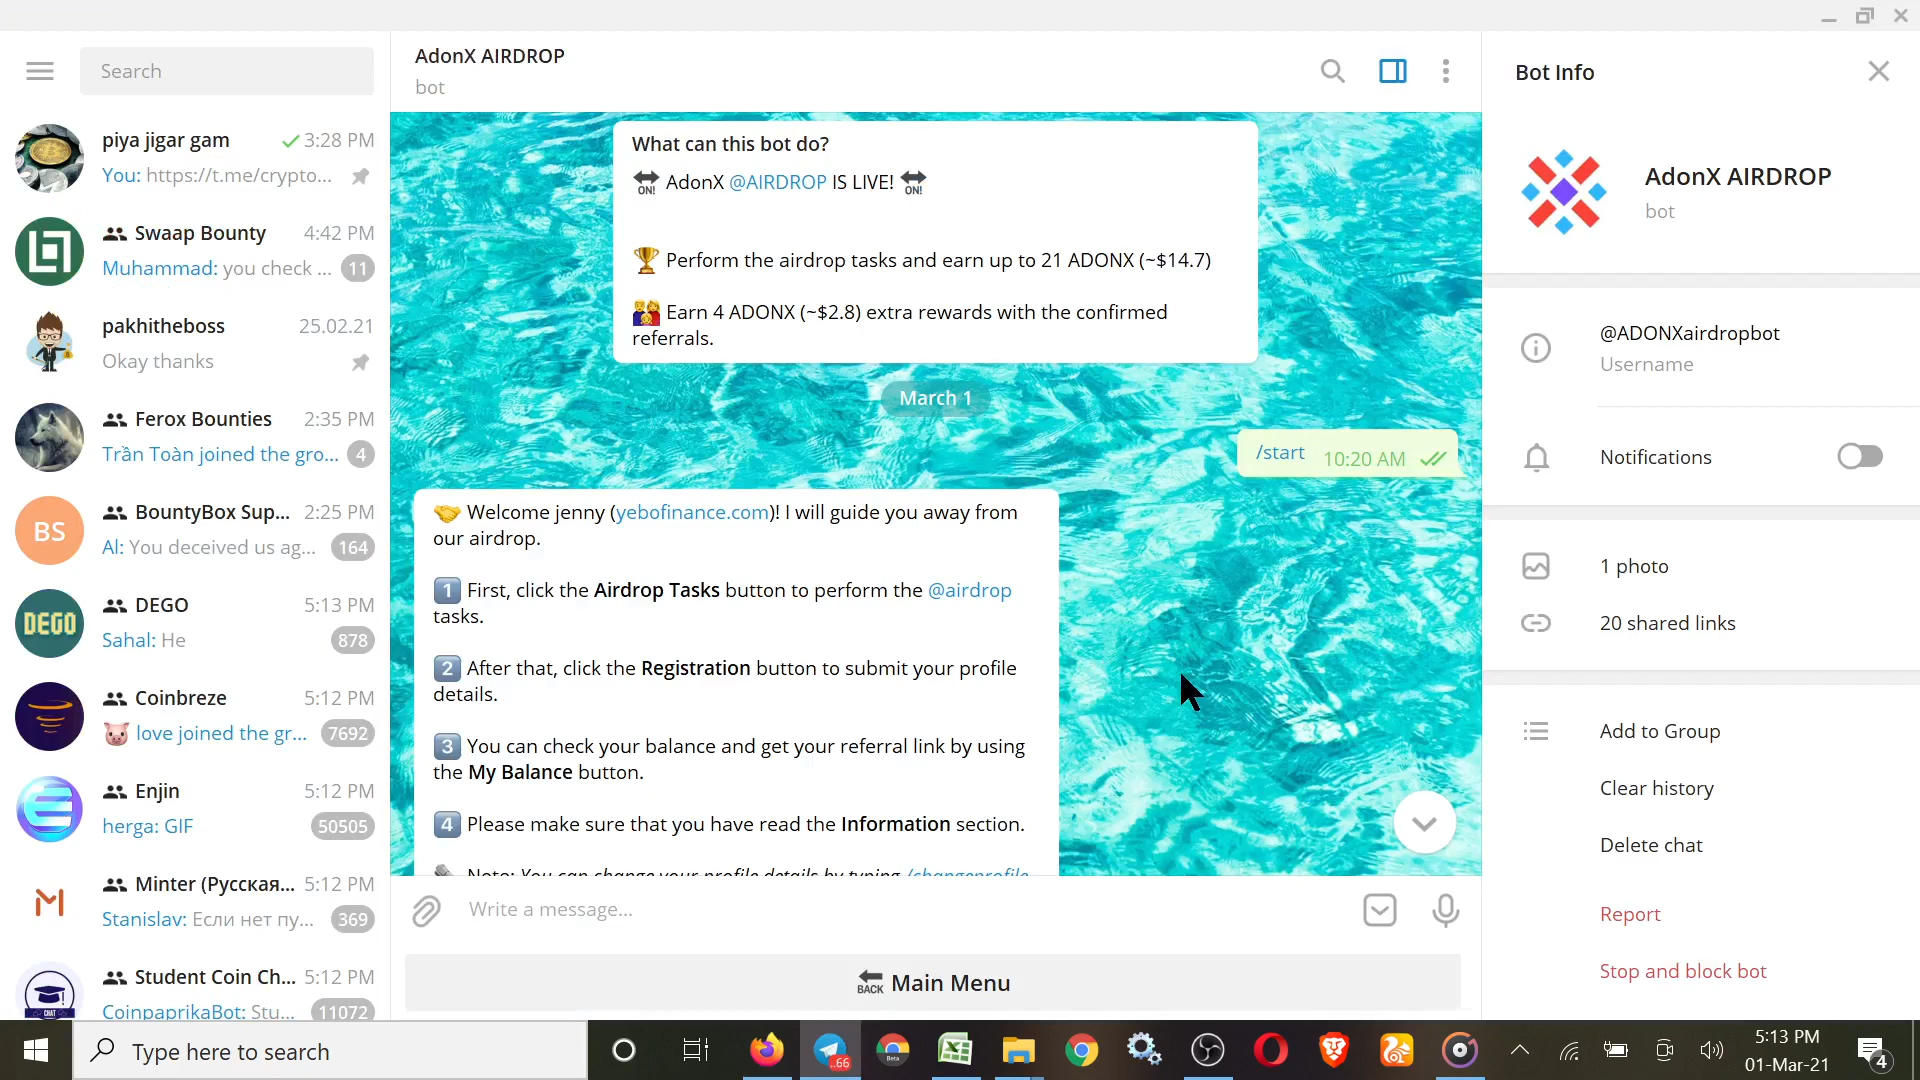 Search
piya jigar gam 3:28 PM
You: https://t.me/crypto...
Swaap Bounty 4:42 PM
Muhammad: you check ... 11
pakhitheboss 25.02.21
Okay thanks
Ferox Bounties 2:35 PM
Trần Toàn joined the gro... 4
BS
BountyBox Sup... 2:25 PM
Al: You deceived us ag... 164
DEGO
DEGO 5:13 PM
Sahal: He 878
Coinbreze 5:12 PM
love joined the gr... 7692
Enjin 5:12 PM
herga: GIF 50505
Minter (Русская... 5:12 PM
Stanislav: Если нет пу... 369
Student Coin Ch... 5:12 PM
CHAT
CoinpaprikaBot: Stu... 11072
AdonX AIRDROP
bot
What can this bot do?
ON! AdonX @AIRDROP IS LIVE! ON!
Perform the airdrop tasks and earn up to 21 ADONX (~$14.7)
Earn 4 ADONX (~$2.8) extra rewards with the confirmed
referrals.
March 1
/start 10:20 AM
Welcome jenny (yebofinance.com)! I will guide you away from
our airdrop.
1 First, click the Airdrop Tasks button to perform the @airdrop
tasks.
2 After that, click the Registration button to submit your profile
details.
3 You can check your balance and get your referral link by using
the My Balance button.
4 Please make sure that you have read the Information section.
Note: You can change your profile details by typing /changeprofile
Write a message...
BACK Main Menu
Bot Info
AdonX AIRDROP
bot
@ADONXairdropbot
Username
Notifications
1 photo
20 shared links
Add to Group
Clear history
Delete chat
Report
Stop and block bot
Type here to search
..66
Beta
5:13 PM
01-Mar-21
4